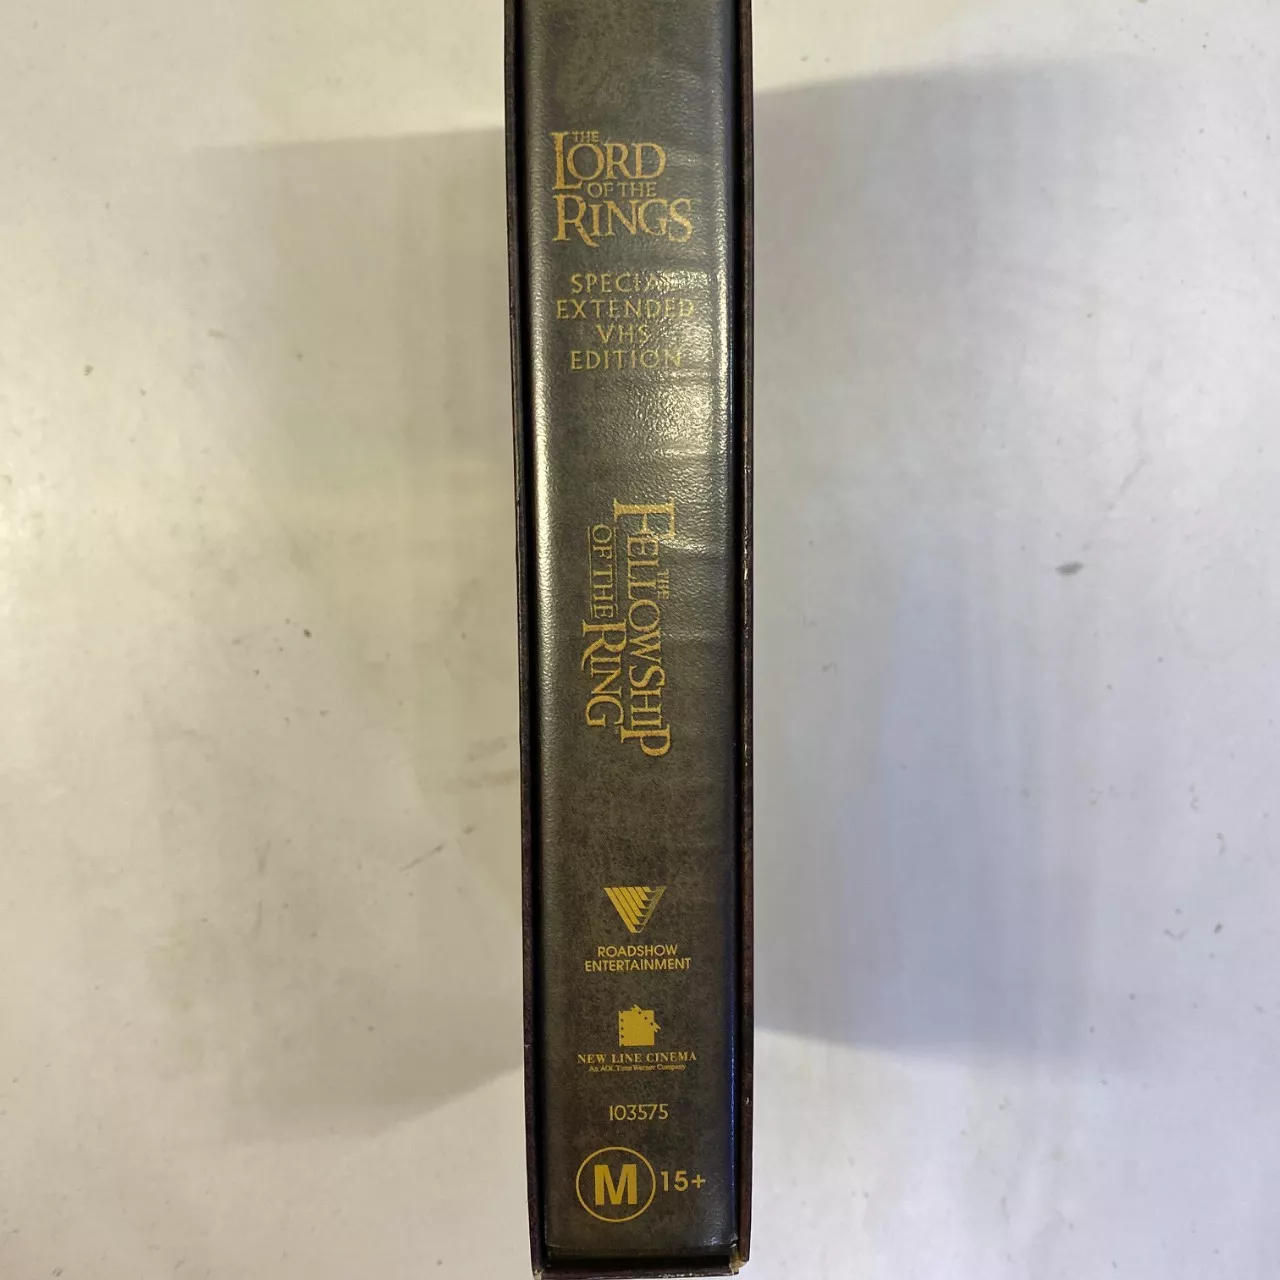 THE
LORD
OF THE
RINGS
SPECIAL
EXTENDED
VHS
EDITION
THE
FELLOWSHIP
OF THE RING
ROADSHOW
ENTERTAINMENT
NEW LINE CINEMA
An AOL Time Warner Company
103575
M 15+